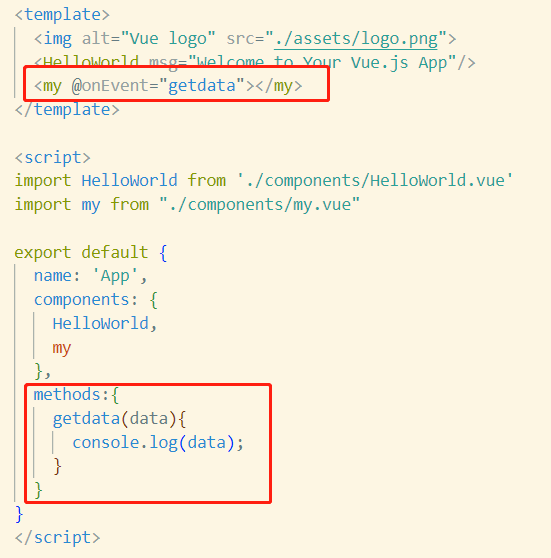 <template>
<img alt="Vue logo" src="./assets/logo.png">
<HelloWorld msg="Welcome to Your Vue.js App"/>
<my @onEvent="getdata"></my>
</template>
<script>
import HelloWorld from './components/HelloWorld.vue'
import my from "./components/my.vue"
export default {
name: 'App',
components: {
HelloWorld,
my
},
methods:{
getdata(data){
console.log(data);
}
}
}
</script>